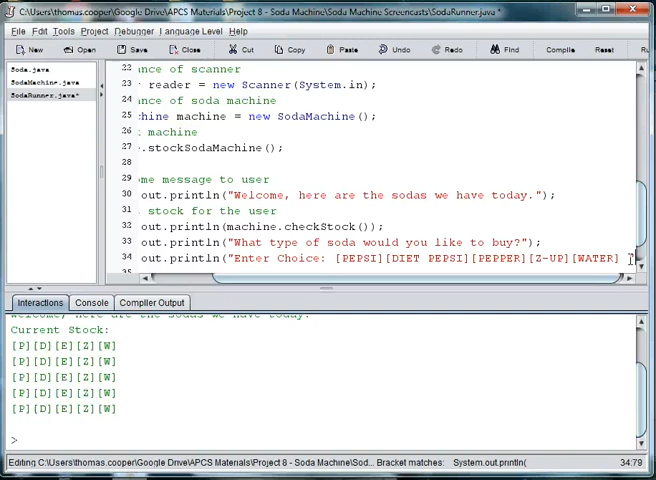 C:\Users\thomas.cooper\Google Drive\APCS Materials\Project 8 - Soda Machine\Soda Machine Screencasts\SodaRunner.java *
File Edit Tools Project Debugger Language Level Help
New Open Save Close Cut Copy Paste Undo Redo Find Compile Reset Ru
Soda.java
SodaMachine.java
SodaRunner.java*
22 ance of scanner
23 r reader = new Scanner(System.in);
24 ance of soda machine
25 chine machine = new SodaMachine();
26 t machine
27 e.stockSodaMachine();
28
29 ome message to user
30 out.println("Welcome, here are the sodas we have today.");
31 stock for the user
32 out.println(machine.checkStock());
33 out.println("What type of soda would you like to buy?");
34 out.println("Enter Choice: [PEPSI][DIET PEPSI][PEPPER][Z-UP][WATER]
35
Interactions Console Compiler Output
Welcome, here are the sodas we have today.
Current Stock:
[P][D][E][Z][W]
[P][D][E][Z][W]
[P][D][E][Z][W]
[P][D][E][Z][W]
[P][D][E][Z][W]
>
Editing C:\Users\thomas.cooper\Google Drive\APCS Materials\Project 8 - Soda Machine\Sod... Bracket matches: System.out.println( 34:79